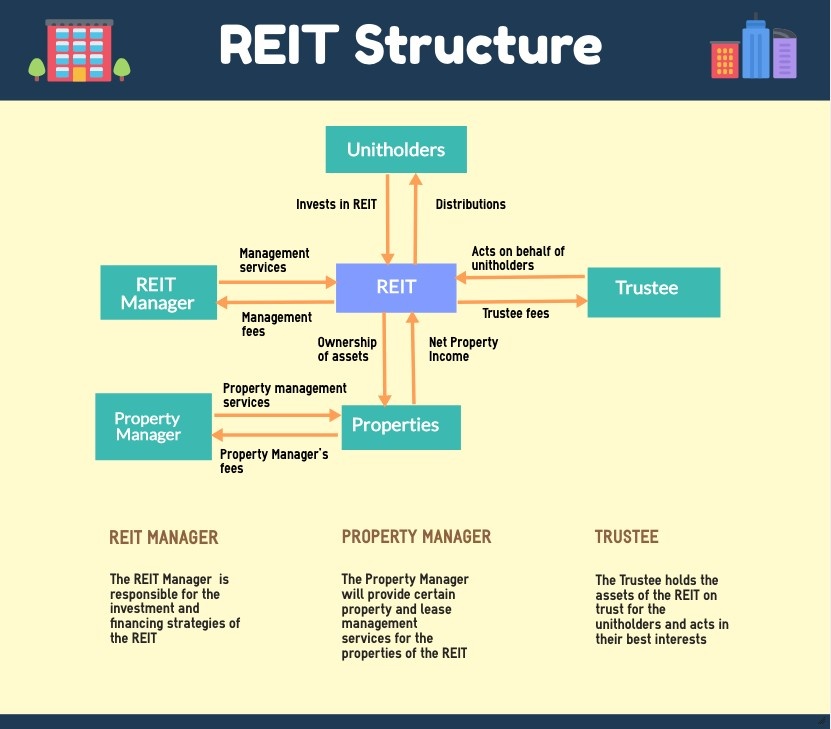 REIT Structure
Unitholders
Invests in REIT
Distributions
Management
services
Acts on behalf of
unitholders
REIT
Manager
REIT
Trustee
Management
fees
Trustee fees
Ownership
of assets
Net Property
Income
Property management
services
Property
Manager
Properties
Property Manager's
fees
REIT MANAGER
The REIT Manager is
responsible for the
investment and
financing strategies of
the REIT
PROPERTY MANAGER
The Property Manager
will provide certain
property and lease
management
services for the
properties of the REIT
TRUSTEE
The Trustee holds the
assets of the REIT on
trust for the
unitholders and acts in
their best interests